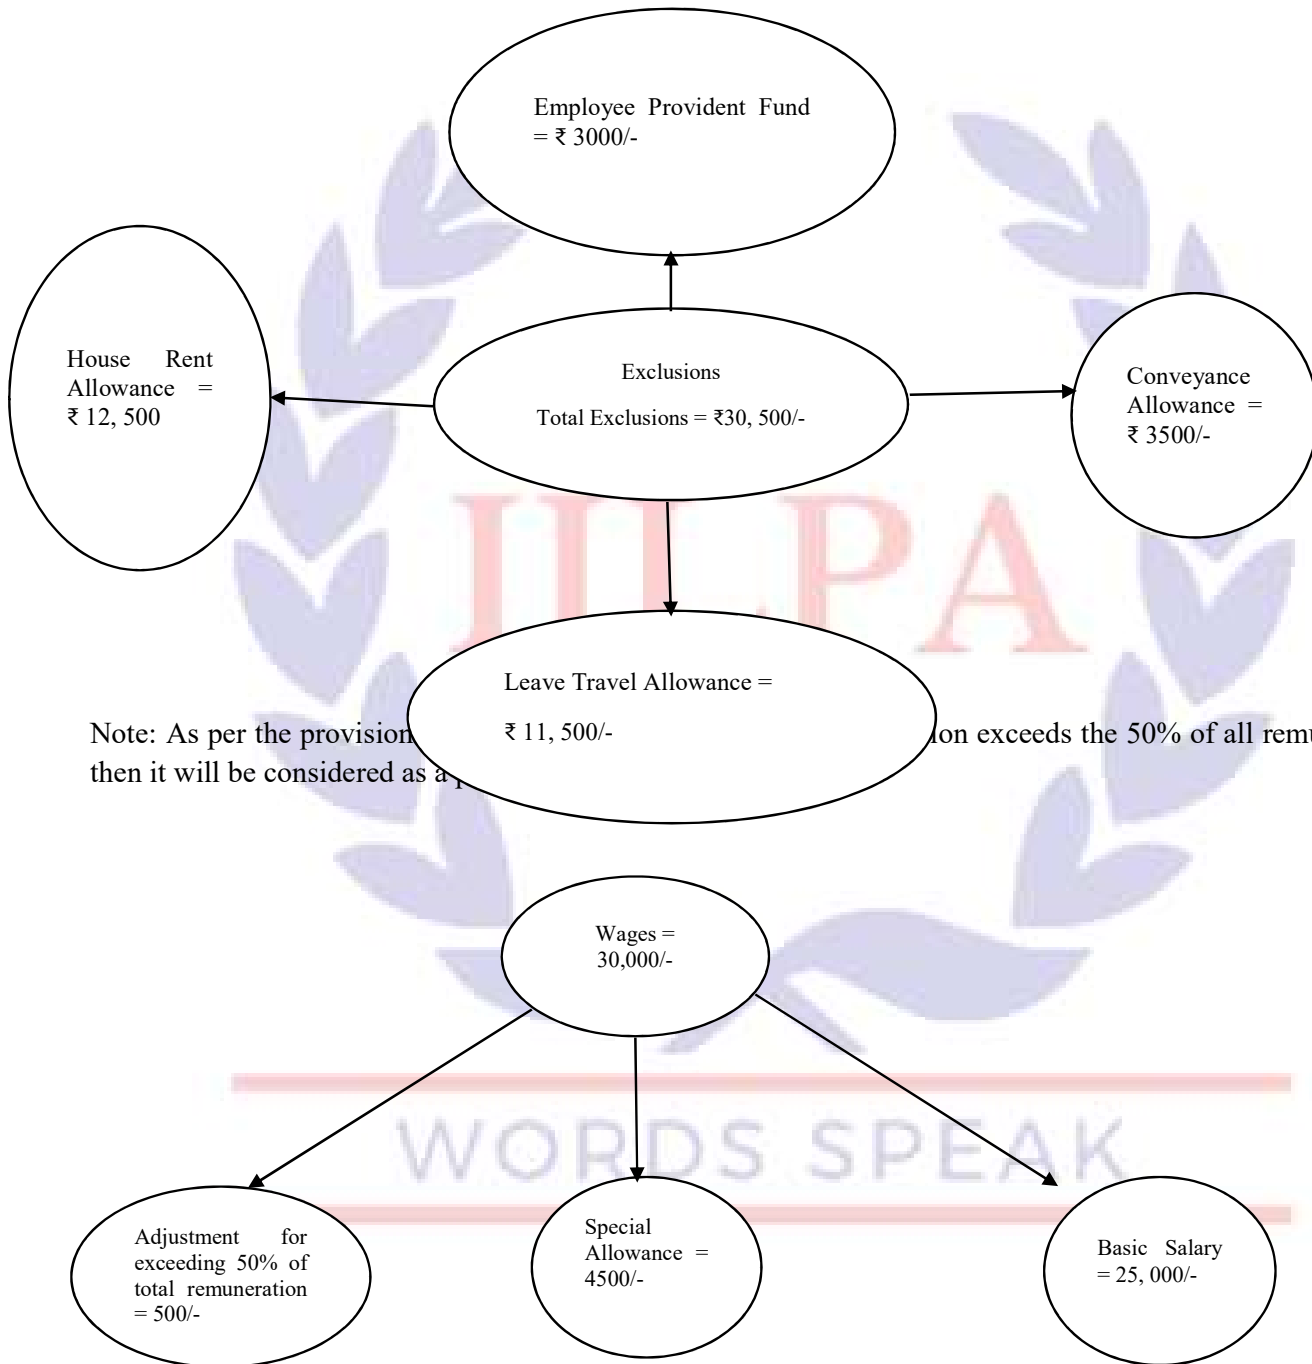 Employee Provident Fund
= ₹ 3000/-
House Rent
Allowance =
₹ 12, 500
Exclusions
Total Exclusions = ₹30, 500/-
Conveyance
Allowance =
₹ 3500/-
Leave Travel Allowance =
₹ 11, 500/-
Note: As per the provision exceeds the 50% of all
then it will be considered as a
Wages =
30,000/-
WORDS SPEAK
Adjustment for
exceeding 50% of
total remuneration
= 500/-
Special
Allowance =
4500/-
Basic Salary
= 25, 000/-